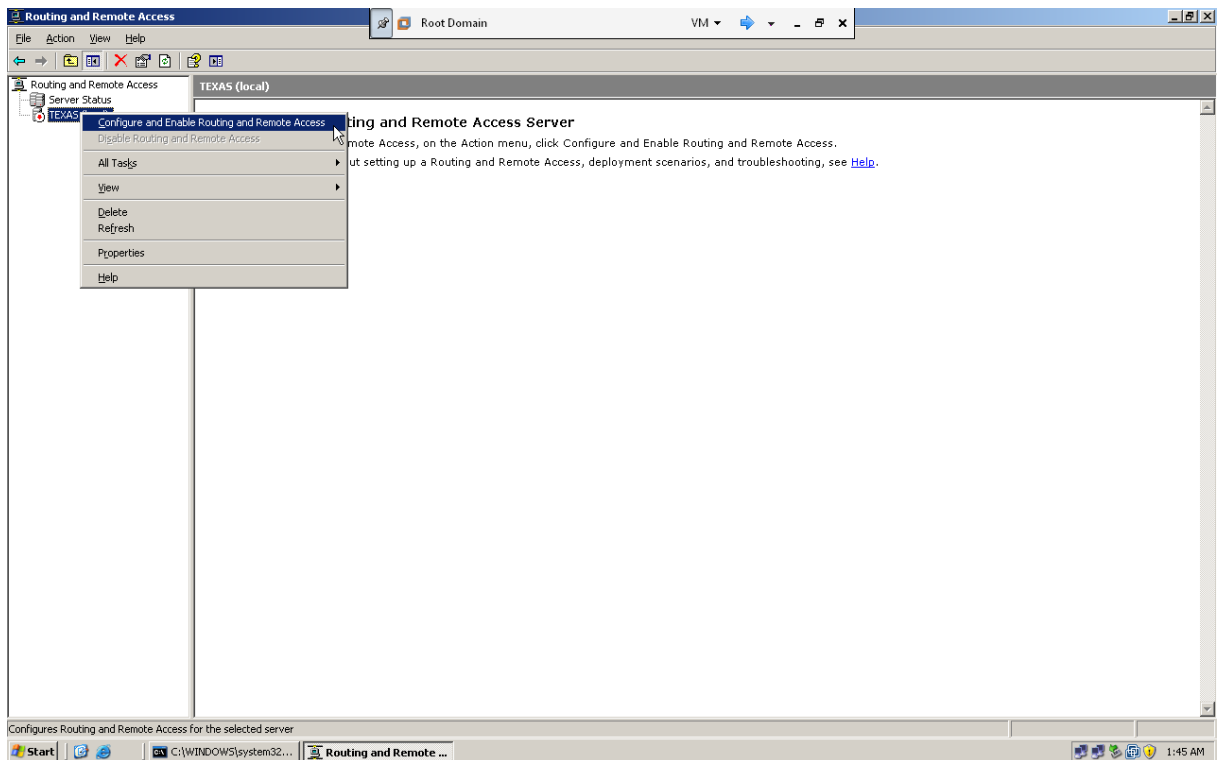 Routing and Remote Access
Root Domain
VM
File Action View Help
Routing and Remote Access
Server Status
TEXAS
TEXAS (local)
Configure and Enable Routing and Remote Access
Disable Routing and Remote Access
All Tasks
View
Delete
Refresh
Properties
Help
ting and Remote Access Server
mote Access, on the Action menu, click Configure and Enable Routing and Remote Access.
ut setting up a Routing and Remote Access, deployment scenarios, and troubleshooting, see Help.
Configures Routing and Remote Access for the selected server
Start C:\WINDOWS\system32... Routing and Remote ... 1:45 AM